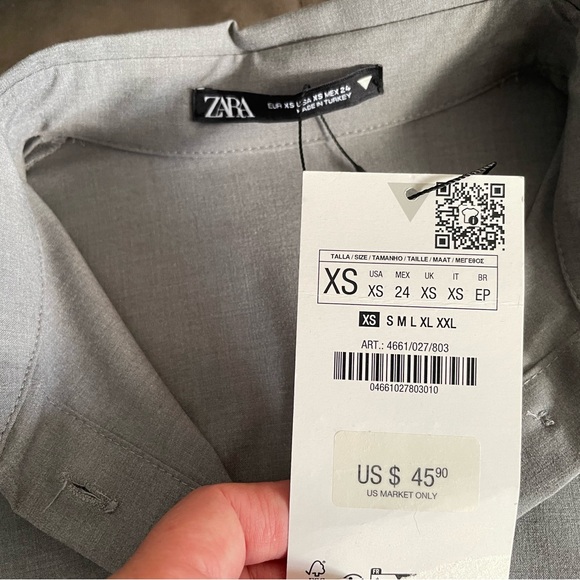 ZARA
EUR XS USA XS MEX 24
MADE IN TURKEY
TALLA / SIZE / TAMANHO / TAILLE / MAAT / ΜΕΓΕΘΟΣ
XS
USA MEX UK IT BR
XS 24 XS XS EP
XS S M L XL XXL
ART.: 4661/027/803
04661027803010
US $ 45⁹⁰
US MARKET ONLY